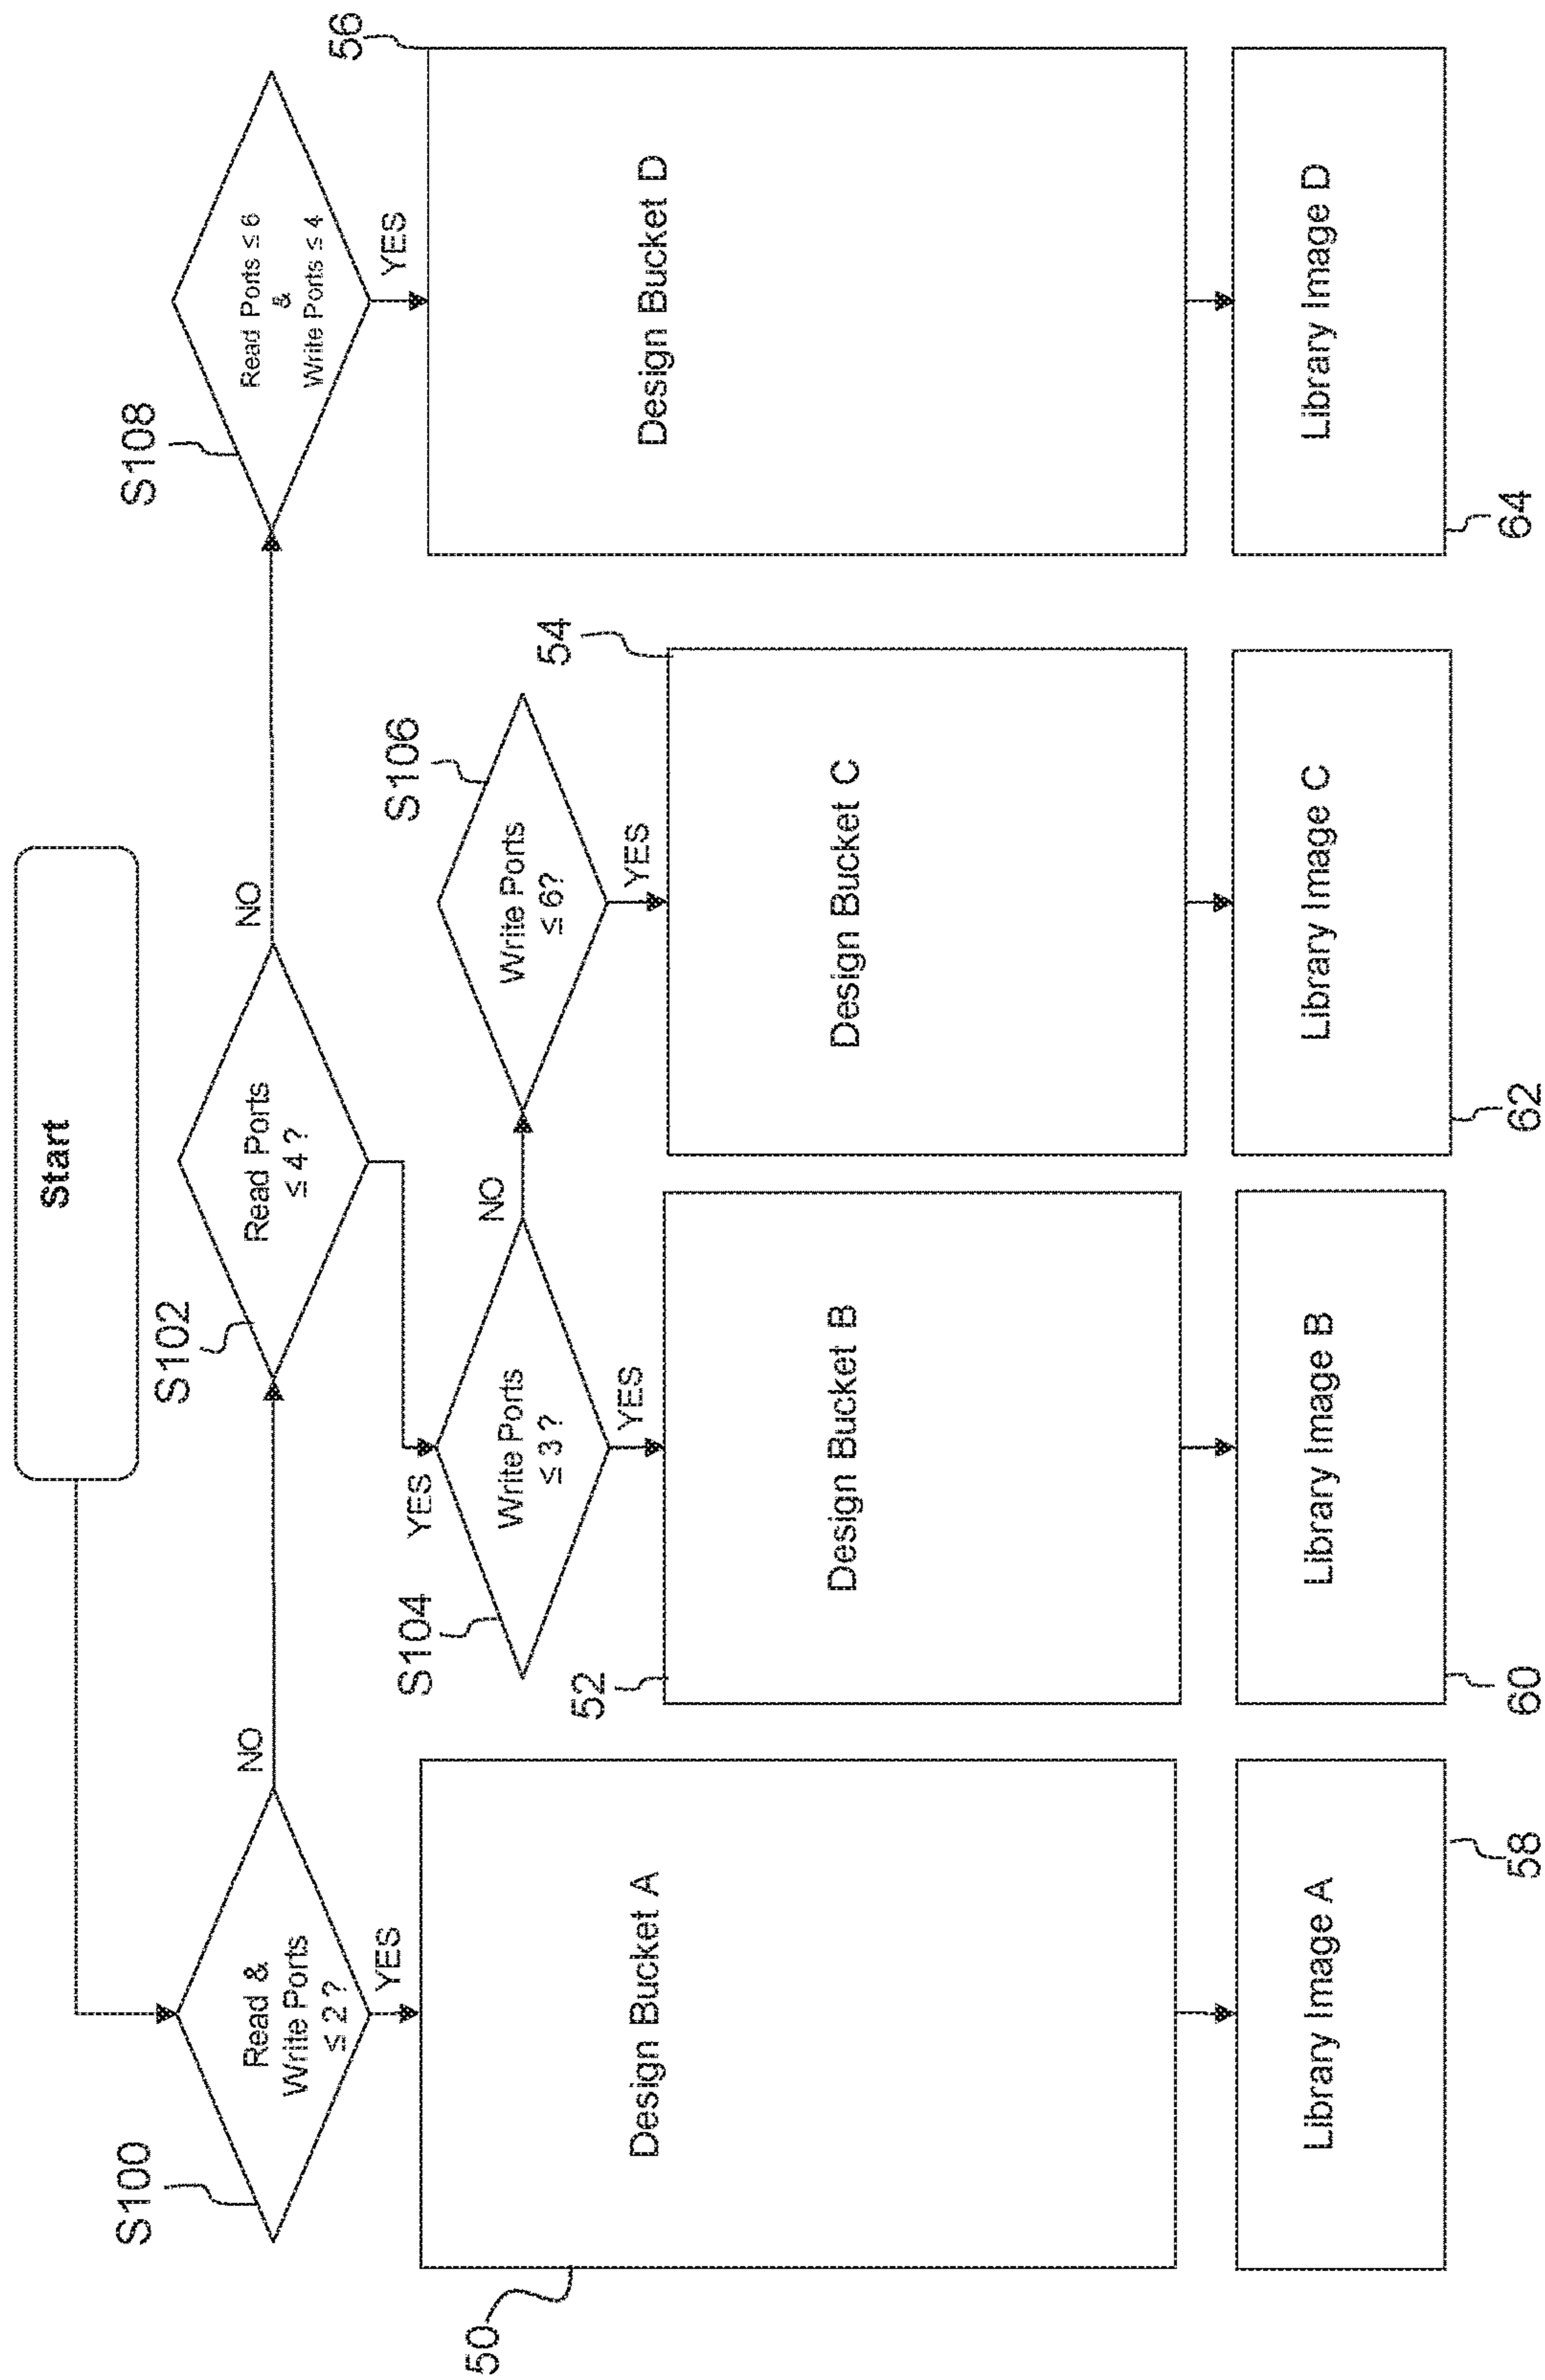 Start
S100
Read &
Write Ports
≤ 2 ?
NO
YES
S102
Read Ports
≤ 4 ?
NO
YES
S108
Read Ports ≤ 6
&
Write Ports ≤ 4
YES
S104
Write Ports
≤ 3 ?
NO
YES
S106
Write Ports
≤ 6?
YES
50
Design Bucket A
52
Design Bucket B
54
Design Bucket C
56
Design Bucket D
Library Image A
58
Library Image B
60
Library Image C
62
Library Image D
64